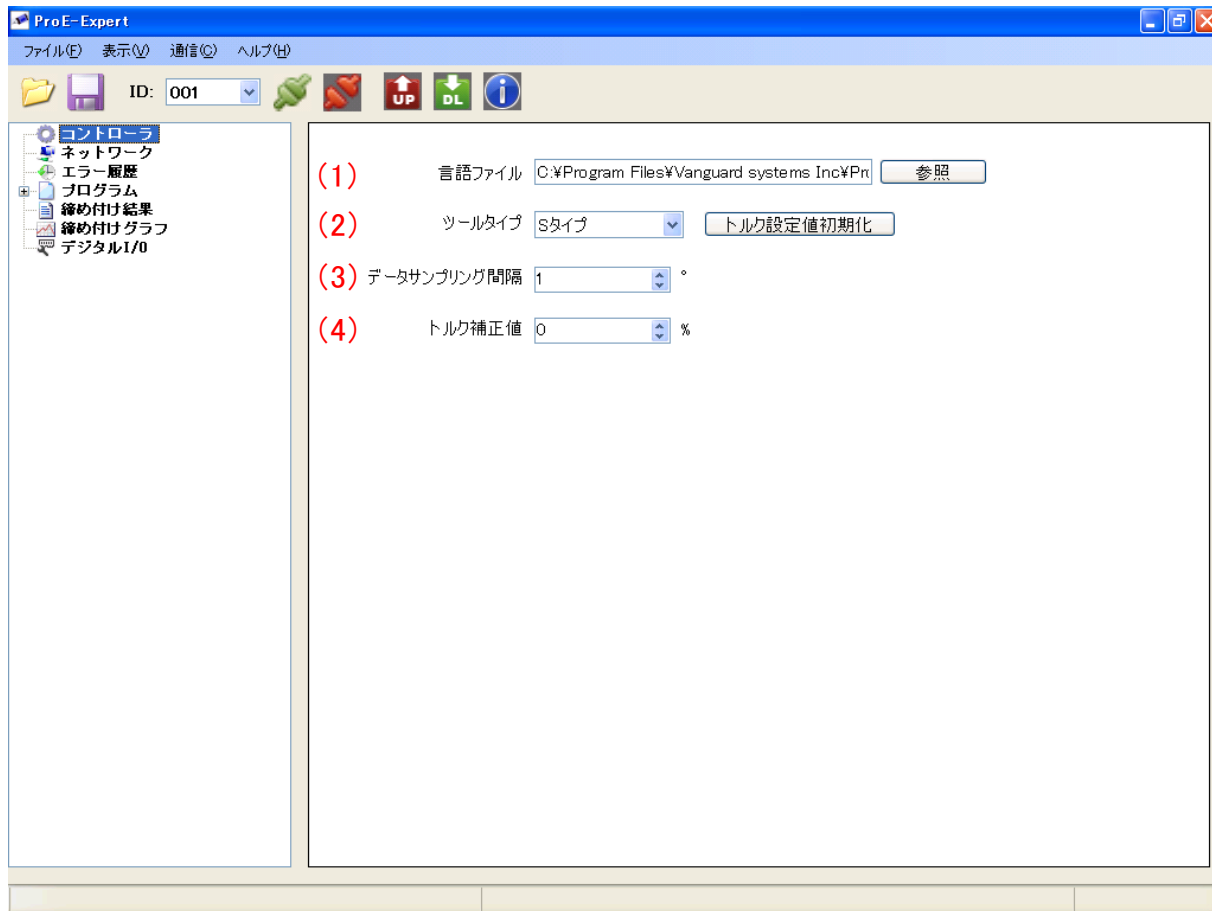 ProE-Expert
ファイル(F) 表示(V) 通信(C) ヘルプ(H)
ID: 001 UP DL i
コントローラ
ネットワーク
エラー履歴
プログラム
締め付け結果
締め付けグラフ
デジタルI/O
(1) 言語ファイル C:¥Program Files¥Vanguard systems Inc¥Pro 参照
(2) ツールタイプ Sタイプ トルク設定値初期化
(3) データサンプリング間隔 1 °
(4) トルク補正値 0 %